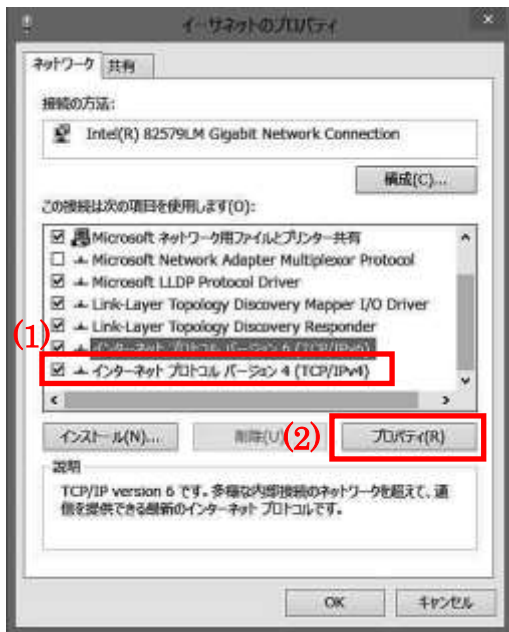 イーサネットのプロパティ
ネットワーク 共有
接続の方法:
Intel(R) 82579LM Gigabit Network Connection
構成(C)...
この接続は次の項目を使用します(O):
Microsoft ネットワーク用ファイルとプリンター共有
Microsoft Network Adapter Multiplexor Protocol
Microsoft LLDP Protocol Driver
Link-Layer Topology Discovery Mapper I/O Driver
Link-Layer Topology Discovery Responder
(1)
インターネット プロトコル バージョン 6 (TCP/IPv6)
インターネット プロトコル バージョン 4 (TCP/IPv4)
インストール(N)... 削除(U) (2) プロパティ(R)
説明
TCP/IP version 6 です。多様な内部接続のネットワークを超えて、通
信を提供できる最新のインターネット プロトコルです。
OK キャンセル